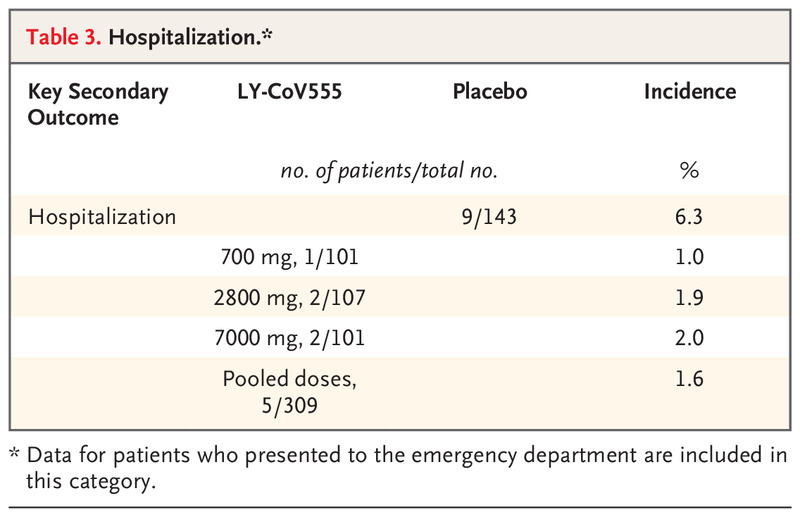 Table 3. Hospitalization.*
Key Secondary Outcome LY-CoV555 Placebo Incidence
no. of patients/total no. %
Hospitalization 9/143 6.3
700 mg, 1/101 1.0
2800 mg, 2/107 1.9
7000 mg, 2/101 2.0
Pooled doses, 5/309 1.6
* Data for patients who presented to the emergency department are included in
this category.